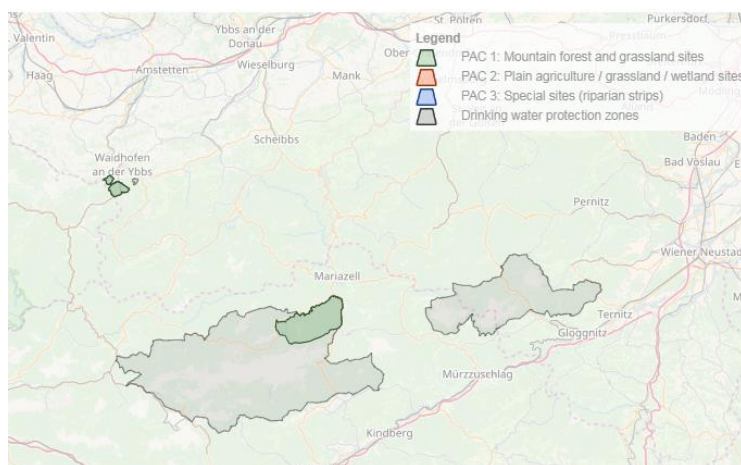 Valentin
Ybbs an der
Donau
St. Pölten
Purkersdorf
Wieselburg
Amstetten
Haag
Mank
Ober
Legend
PAC 1: Mountain forest and grassland sites
PAC 2: Plain agriculture / grassland / wetland sites
PAC 3: Special sites (riparian strips)
Drinking water protection zones
Scheibbs
Baden
Bad Vöslau
Waidhofen
an der Ybbs
Pernitz
Wiener Neustad
Mariazell
Ternitz
Gloggnitz
Mürzzuschlag
Kindberg